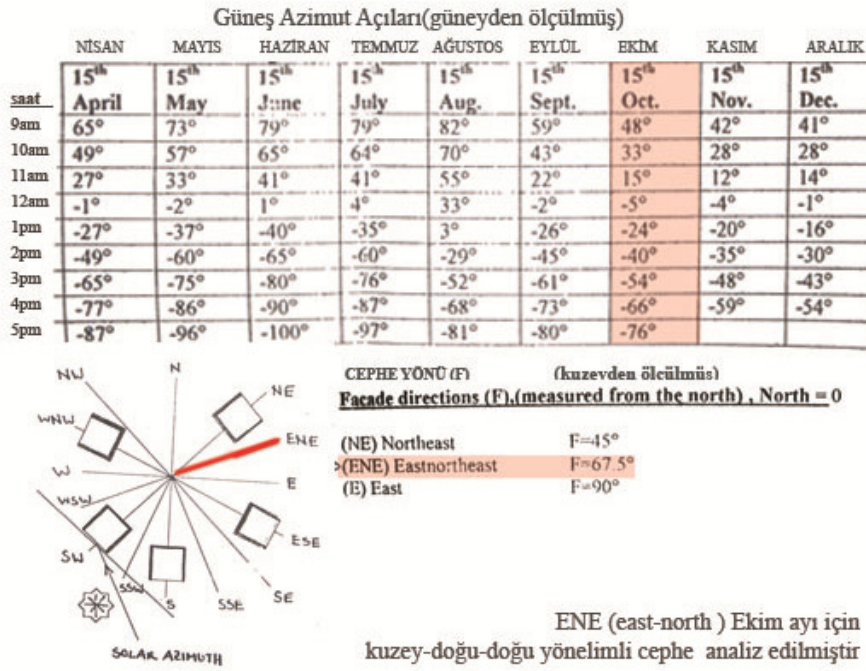 Güneş Azimut Açıları(güneyden ölçülmüş)
NİSAN MAYIS HAZİRAN TEMMUZ AĞUSTOS EYLÜL EKİM KASIM ARALIK
15th 15th 15th 15th 15th 15th 15th 15th 15th
saat April May June July Aug. Sept. Oct. Nov. Dec.
9am 65° 73° 79° 79° 82° 59° 48° 42° 41°
10am 49° 57° 65° 64° 70° 43° 33° 28° 28°
11am 27° 33° 41° 41° 55° 22° 15° 12° 14°
12am -1° -2° 1° 4° 33° -2° -5° -4° -1°
1pm -27° -37° -40° -35° 3° -26° -24° -20° -16°
2pm -49° -60° -65° -60° -29° -45° -40° -35° -30°
3pm -65° -75° -80° -76° -52° -61° -54° -48° -43°
4pm -77° -86° -90° -87° -68° -73° -66° -59° -54°
5pm -87° -96° -100° -97° -81° -80° -76°
CEPHE YÖNÜ (F) (kuzeyden ölçülmüş)
Façade directions (F),(measured from the north) , North = 0
(NE) Northeast F=45°
>(ENE) Eastnortheast F=67.5°
(E) East F=90°
N
NW
NE
WNW
ENE
W
E
WSW
ESE
SW
SSW
S
SSE
SE
SOLAR AZIMUTH
ENE (east-north ) Ekim ayı için
kuzey-doğu-doğu yönelimli cephe analiz edilmiştir